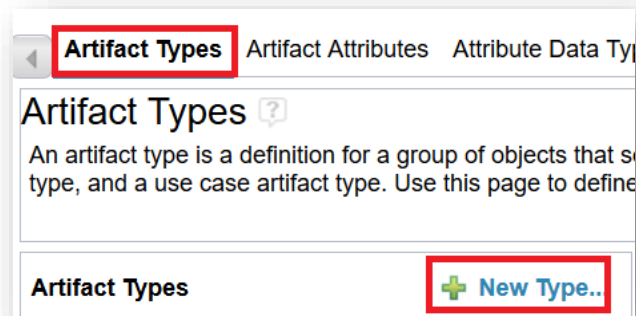 Artifact Types Artifact Attributes Attribute Data
Artifact Types ?
An artifact type is a definition for a group of objects that
type, and a use case artifact type. Use this page to define
Artifact Types + New Type...